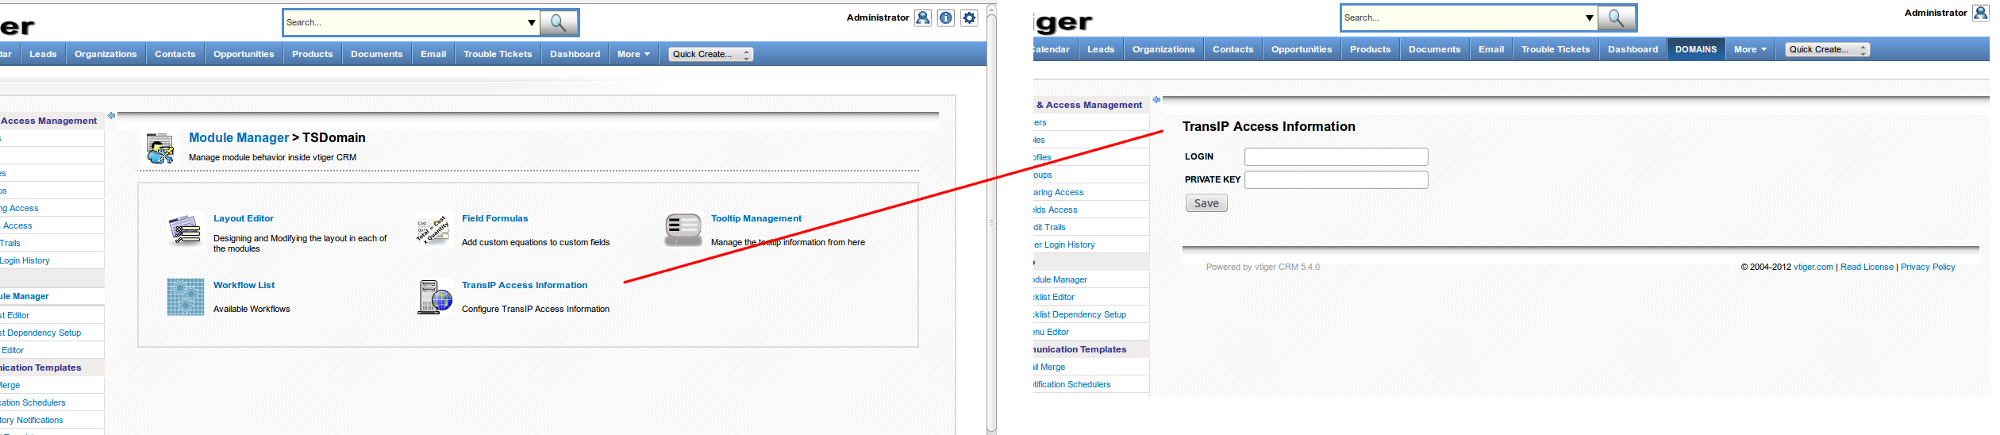 er
Search...
Administrator
dar Leads Organizations Contacts Opportunities Products Documents Email Trouble Tickets Dashboard More Quick Create...
Access Management
s
es
os
ng Access
Access
Trails
Login History
ule Manager
st Editor
st Dependency Setup
Editor
nication Templates
Merge
cation Schedulers
tory Notifications
Module Manager > TSDomain
Manage module behavior inside vtiger CRM
Layout Editor
Designing and Modifying the layout in each of
the modules
Field Formulas
Add custom equations to custom fields
Tooltip Management
Manage the tooltip information from here
Workflow List
Available Workflows
TransIP Access Information
Configure TransIP Access Information
iger
Search...
Administrator
Calendar Leads Organizations Contacts Opportunities Products Documents Email Trouble Tickets Dashboard DOMAINS More Quick Create...
& Access Management
ers
les
ofiles
oups
aring Access
elds Access
dit Trails
er Login History
odule Manager
cklist Editor
cklist Dependency Setup
enu Editor
munication Templates
il Merge
otification Schedulers
TransIP Access Information
LOGIN
PRIVATE KEY
Save
Powered by vtiger CRM 5.4.0
© 2004-2012 vtiger.com | Read License | Privacy Policy